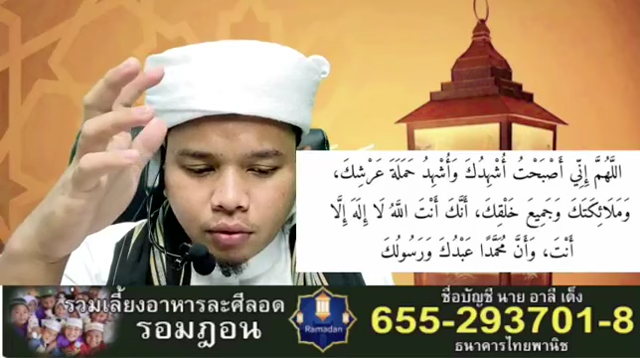 اللَّهُمَّ إِنِّي أَصْبَحْتُ أُشْهِدُكَ وَأُشْهِدُ حَمَلَةَ عَرْشِكَ،
وَمَلَائِكَتَكَ وَجَمِيعَ خَلْقِكَ، أَنَّكَ أَنْتَ اللَّهُ لَا إِلَهَ إِلَّا
أَنْتَ، وَأَنَّ مُحَمَّدًا عَبْدُكَ وَرَسُولُكَ
ร่วมเลี้ยงอาหารละศีลอด
รอมฎอน
Ramadan
ชื่อบัญชี นาย อาลี เด็ง
655-293701-8
ธนาคารไทยพานิช